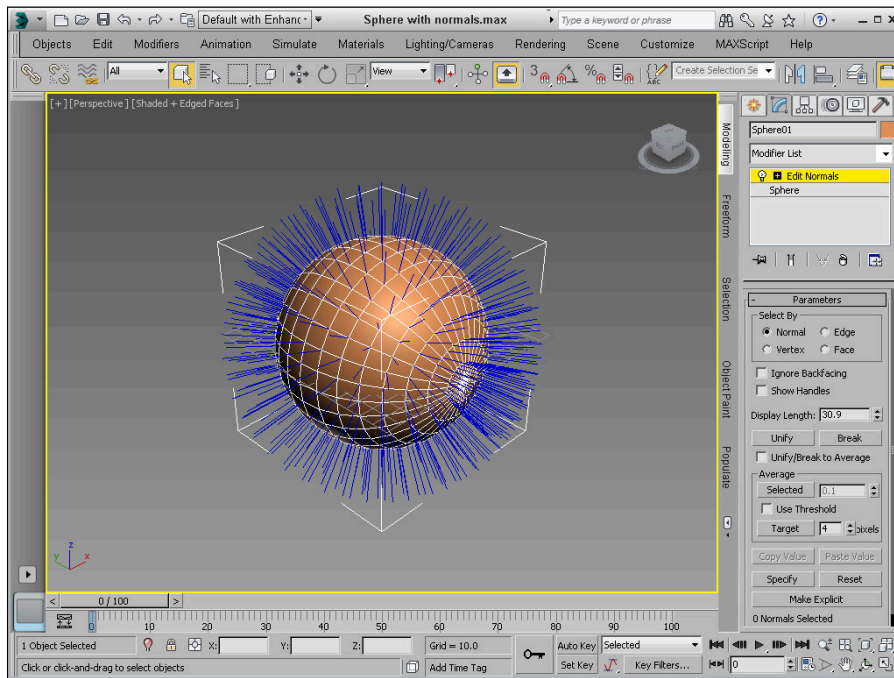 Default with Enhanc
Sphere with normals.max
Type a keyword or phrase
Objects Edit Modifiers Animation Simulate Materials Lighting/Cameras Rendering Scene Customize MAXScript Help
All
View
3
%
ABC
Create Selection Se
[+] [Perspective] [Shaded + Edged Faces]
Modeling
Freeform
Selection
Object Paint
Populate
Sphere01
Modifier List
Edit Normals
Sphere
- Parameters
Select By
Normal Edge
Vertex Face
Ignore Backfacing
Show Handles
Display Length: 30.9
Unify Break
Unify/Break to Average
Average
Selected 0.1
Use Threshold
Target 4 pixels
Copy Value Paste Value
Specify Reset
Make Explicit
0 Normals Selected
z
y x
< 0 / 100 >
0 10 20 30 40 50 60 70 80 90 100
1 Object Selected X: Y: Z: Grid = 10.0 Auto Key Selected
Click or click-and-drag to select objects Add Time Tag Set Key Key Filters... 0